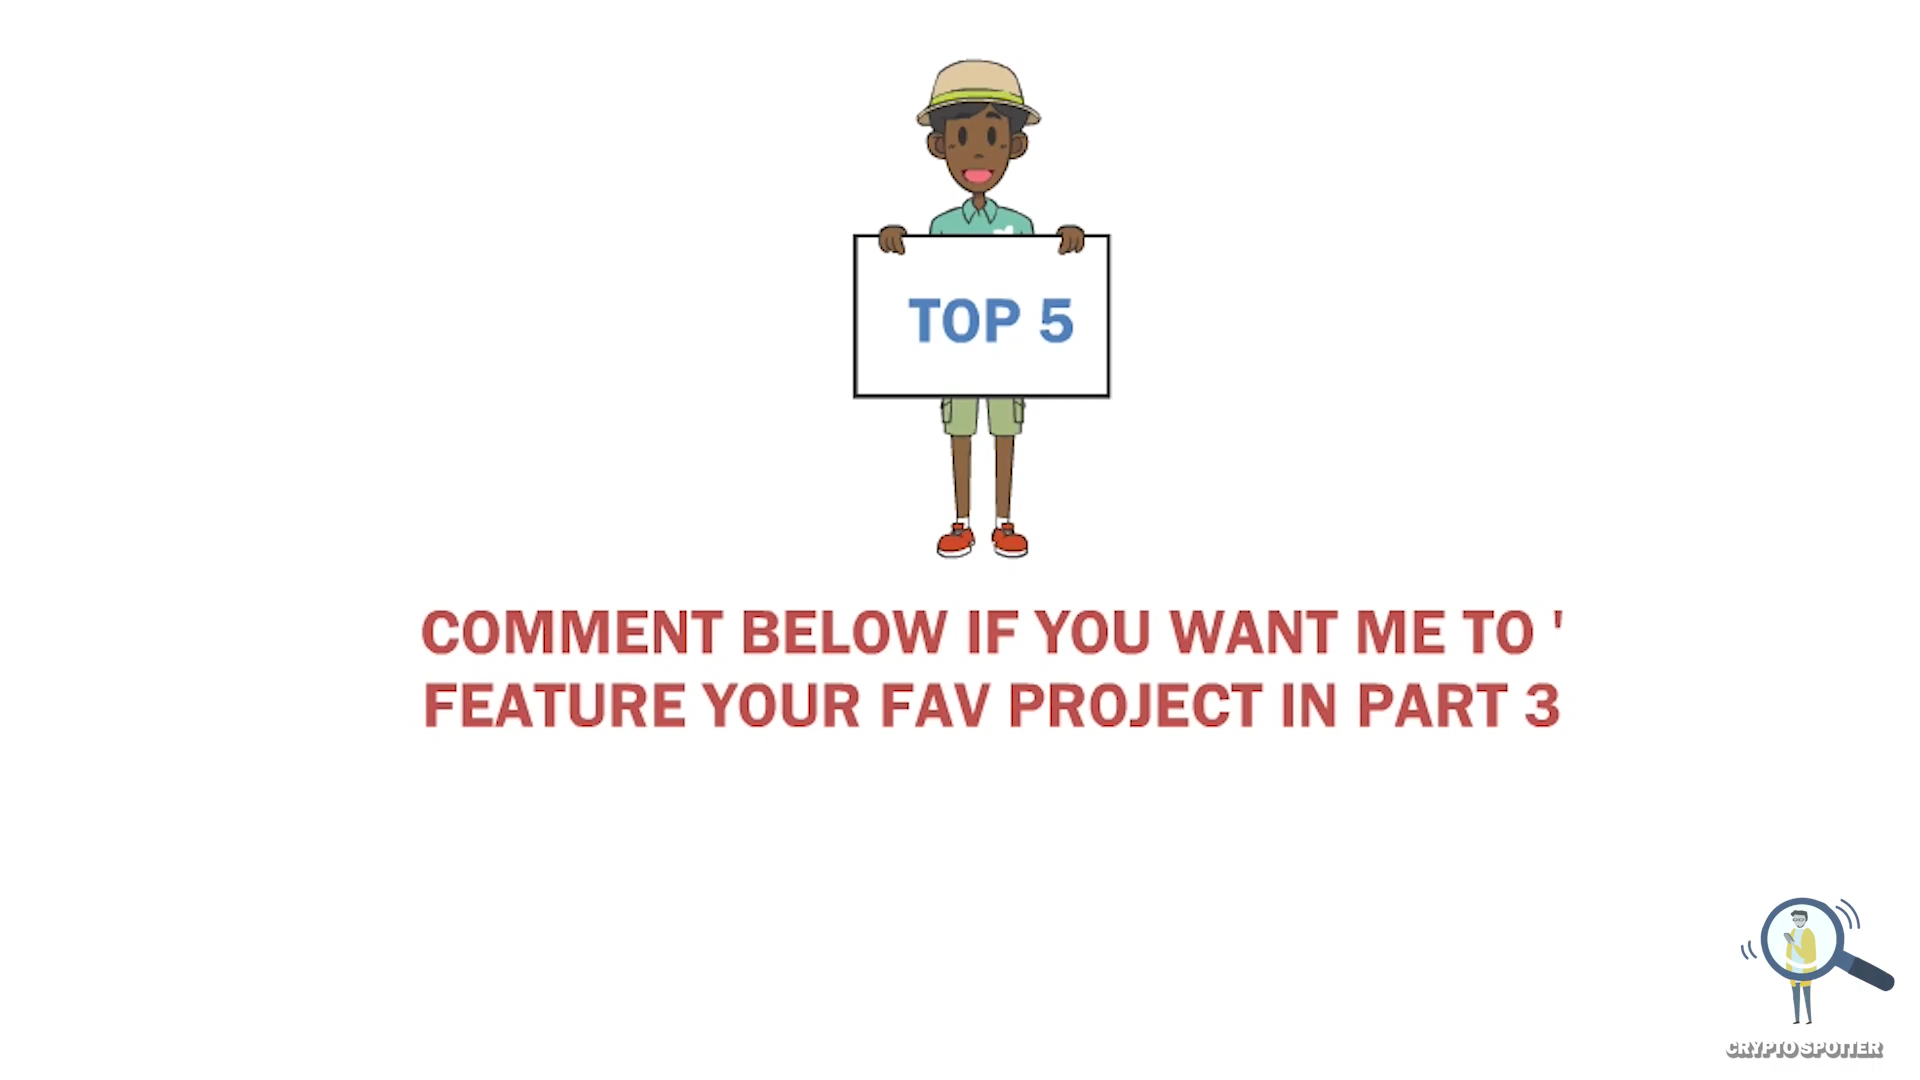 TOP 5
COMMENT BELOW IF YOU WANT ME TO '
FEATURE YOUR FAV PROJECT IN PART 3
CRYPTO SPOTTER